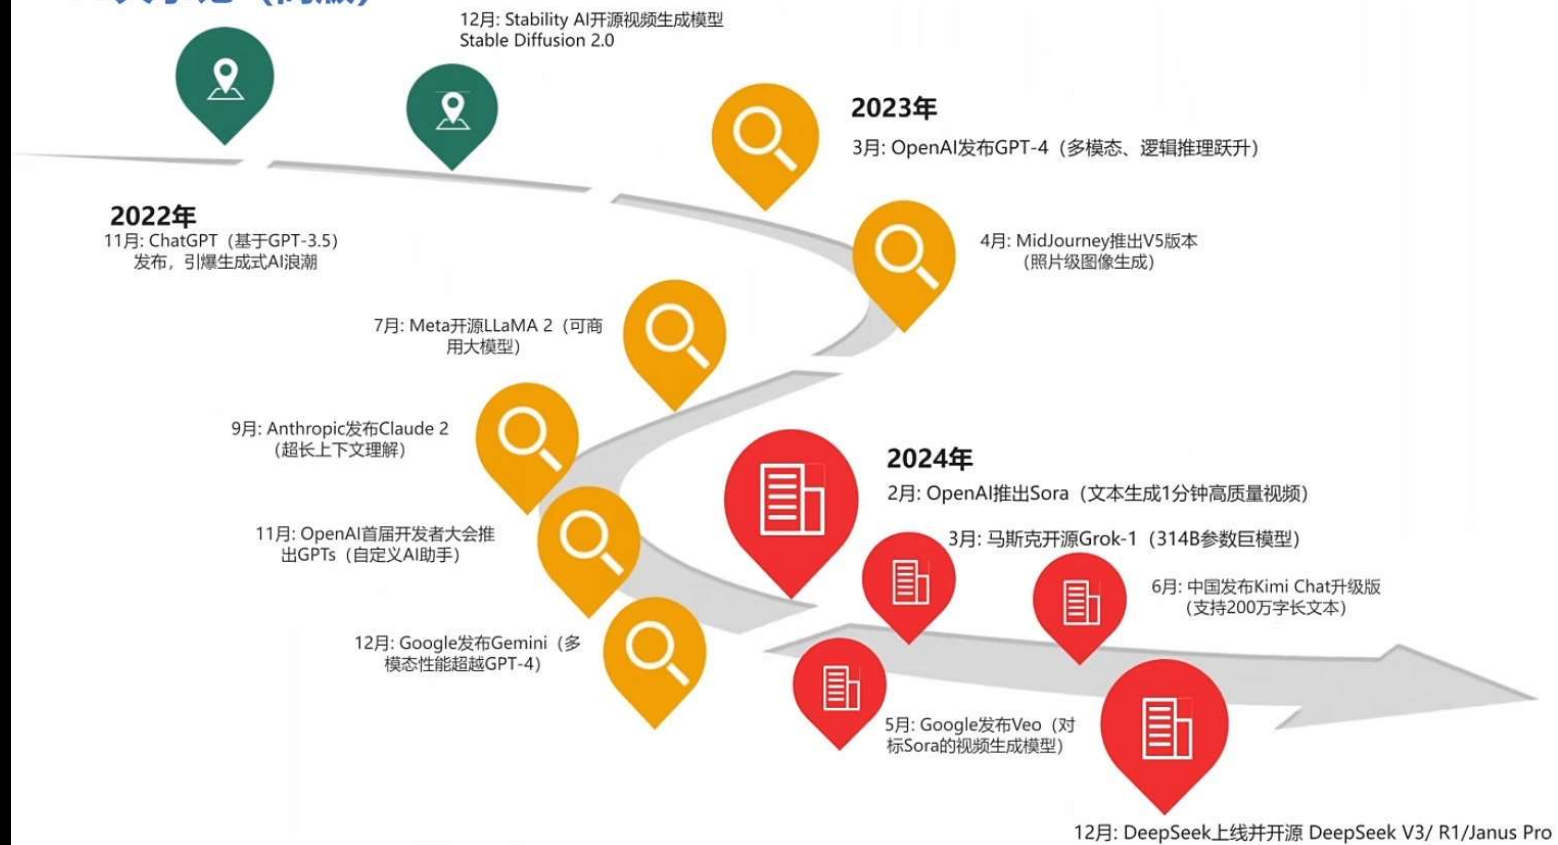 12月: Stability AI开源视频生成模型
Stable Diffusion 2.0
2022年
11月: ChatGPT（基于GPT-3.5）
发布，引爆生成式AI浪潮
2023年
3月: OpenAI发布GPT-4（多模态、逻辑推理跃升）
4月: MidJourney推出V5版本
（照片级图像生成）
7月: Meta开源LLaMA 2（可商
用大模型）
9月: Anthropic发布Claude 2
（超长上下文理解）
11月: OpenAI首届开发者大会推
出GPTs（自定义AI助手）
12月: Google发布Gemini（多
模态性能超越GPT-4）
2024年
2月: OpenAI推出Sora（文本生成1分钟高质量视频）
3月: 马斯克开源Grok-1（314B参数巨模型）
5月: Google发布Veo（对
标Sora的视频生成模型）
6月: 中国发布Kimi Chat升级版
（支持200万字长文本）
12月: DeepSeek上线并开源 DeepSeek V3/ R1/Janus Pro